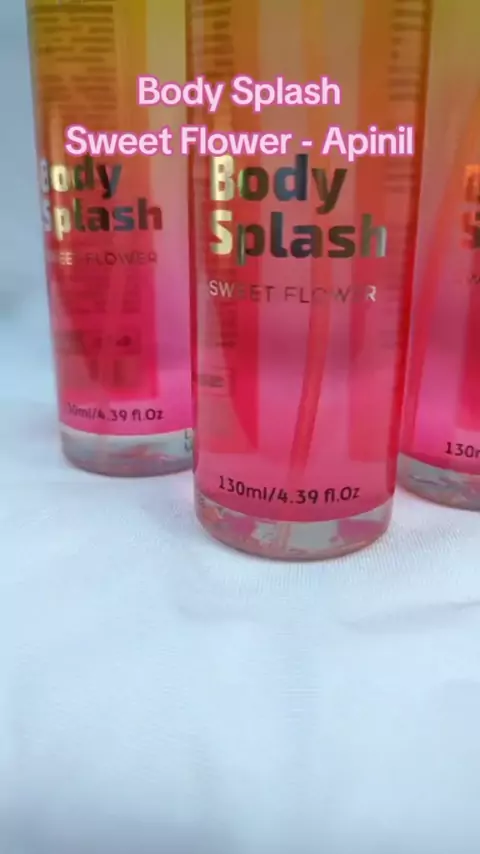 Body Splash
Sweet Flower - Apinil
Body
Splash
FLOWER
130ml/4.39 fl.Oz
Body
Splash
SWEET FLOWER
130ml/4.39 fl.Oz